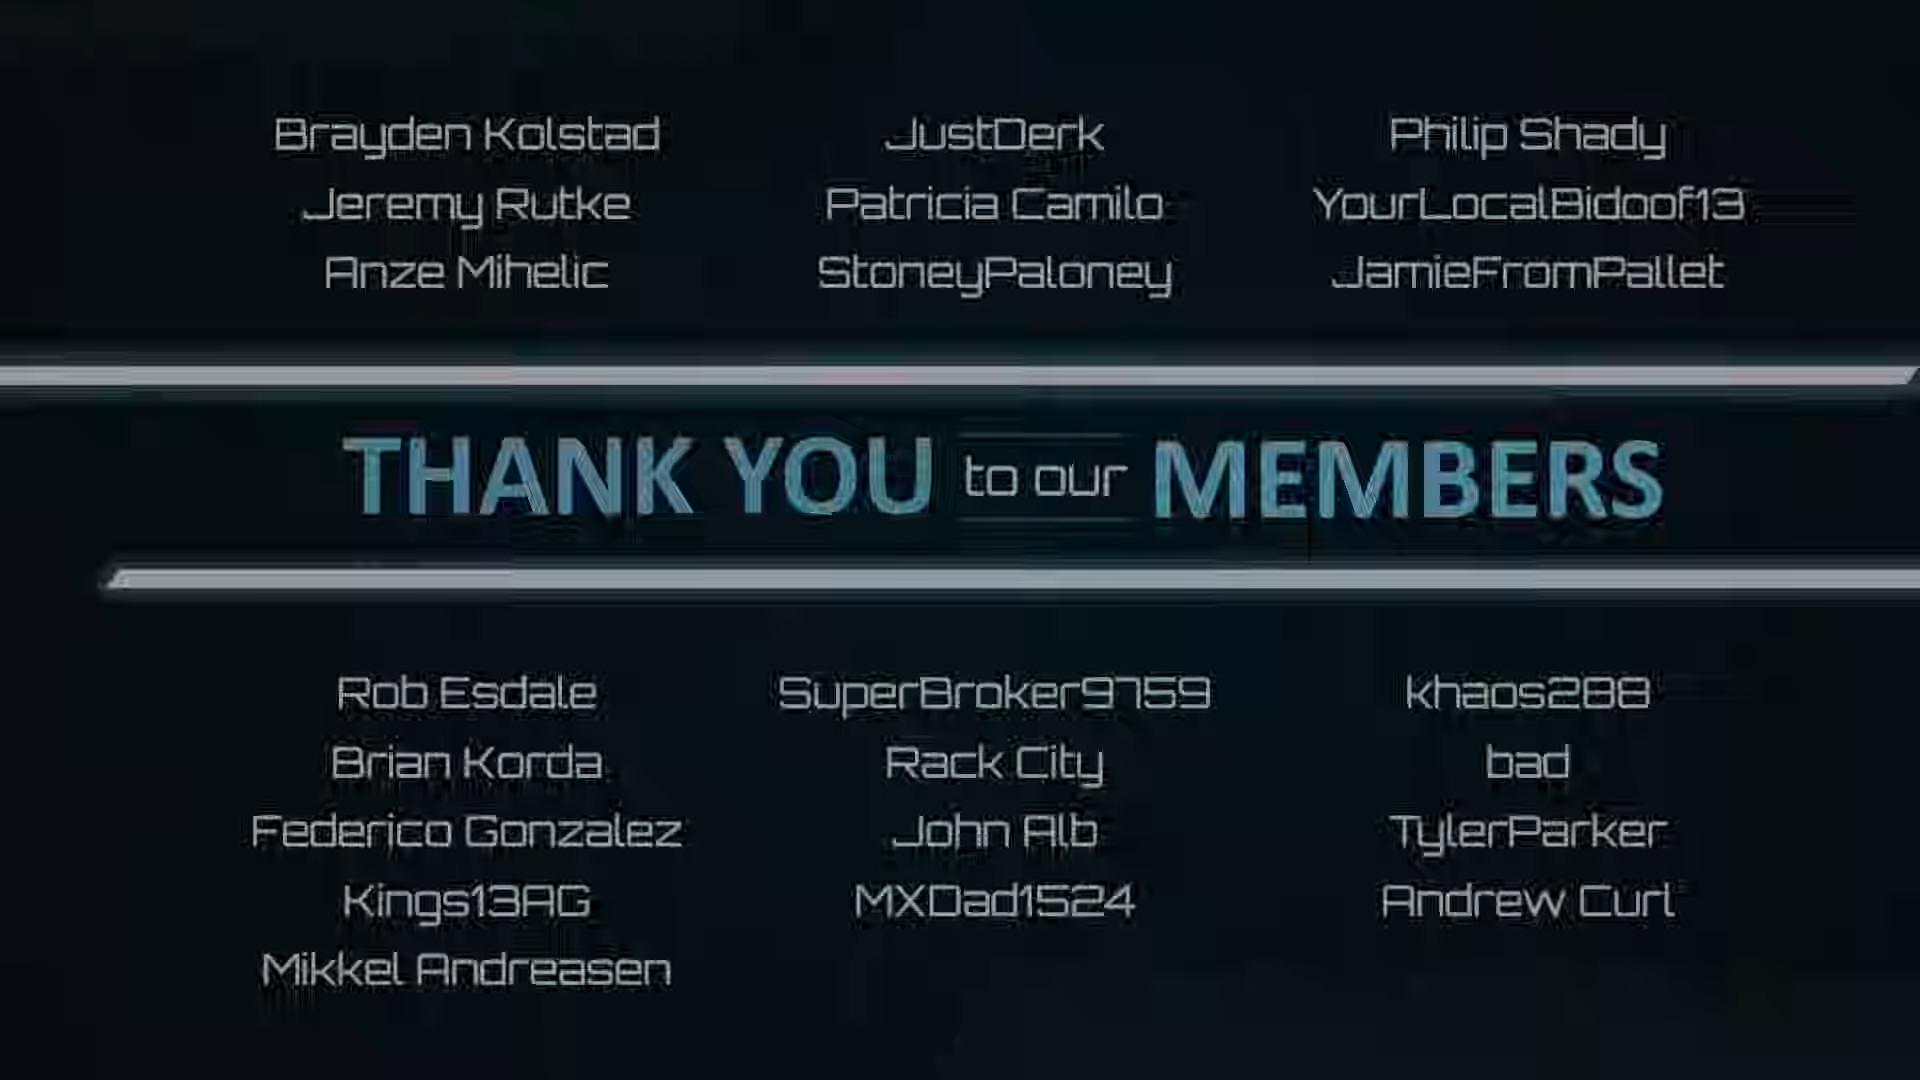 Brayden Kolstad JustDerk Philip Shady
Jeremy Rutke Patricia Camilo YourLocalBidoof13
Anze Mihelic StoneyPaloney JamieFromPallet
THANK YOU to our MEMBERS
Rob Esdale SuperBroker9759 khaos288
Brian Korda Rack City bad
Federico Gonzalez John Alb TylerParker
Kings13AG MXDad1524 Andrew Curl
Mikkel Andreasen